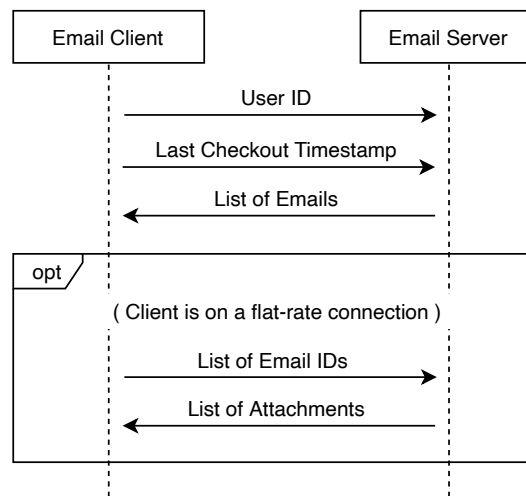 Email Client
Email Server
User ID
Last Checkout Timestamp
List of Emails
opt
( Client is on a flat-rate connection )
List of Email IDs
List of Attachments